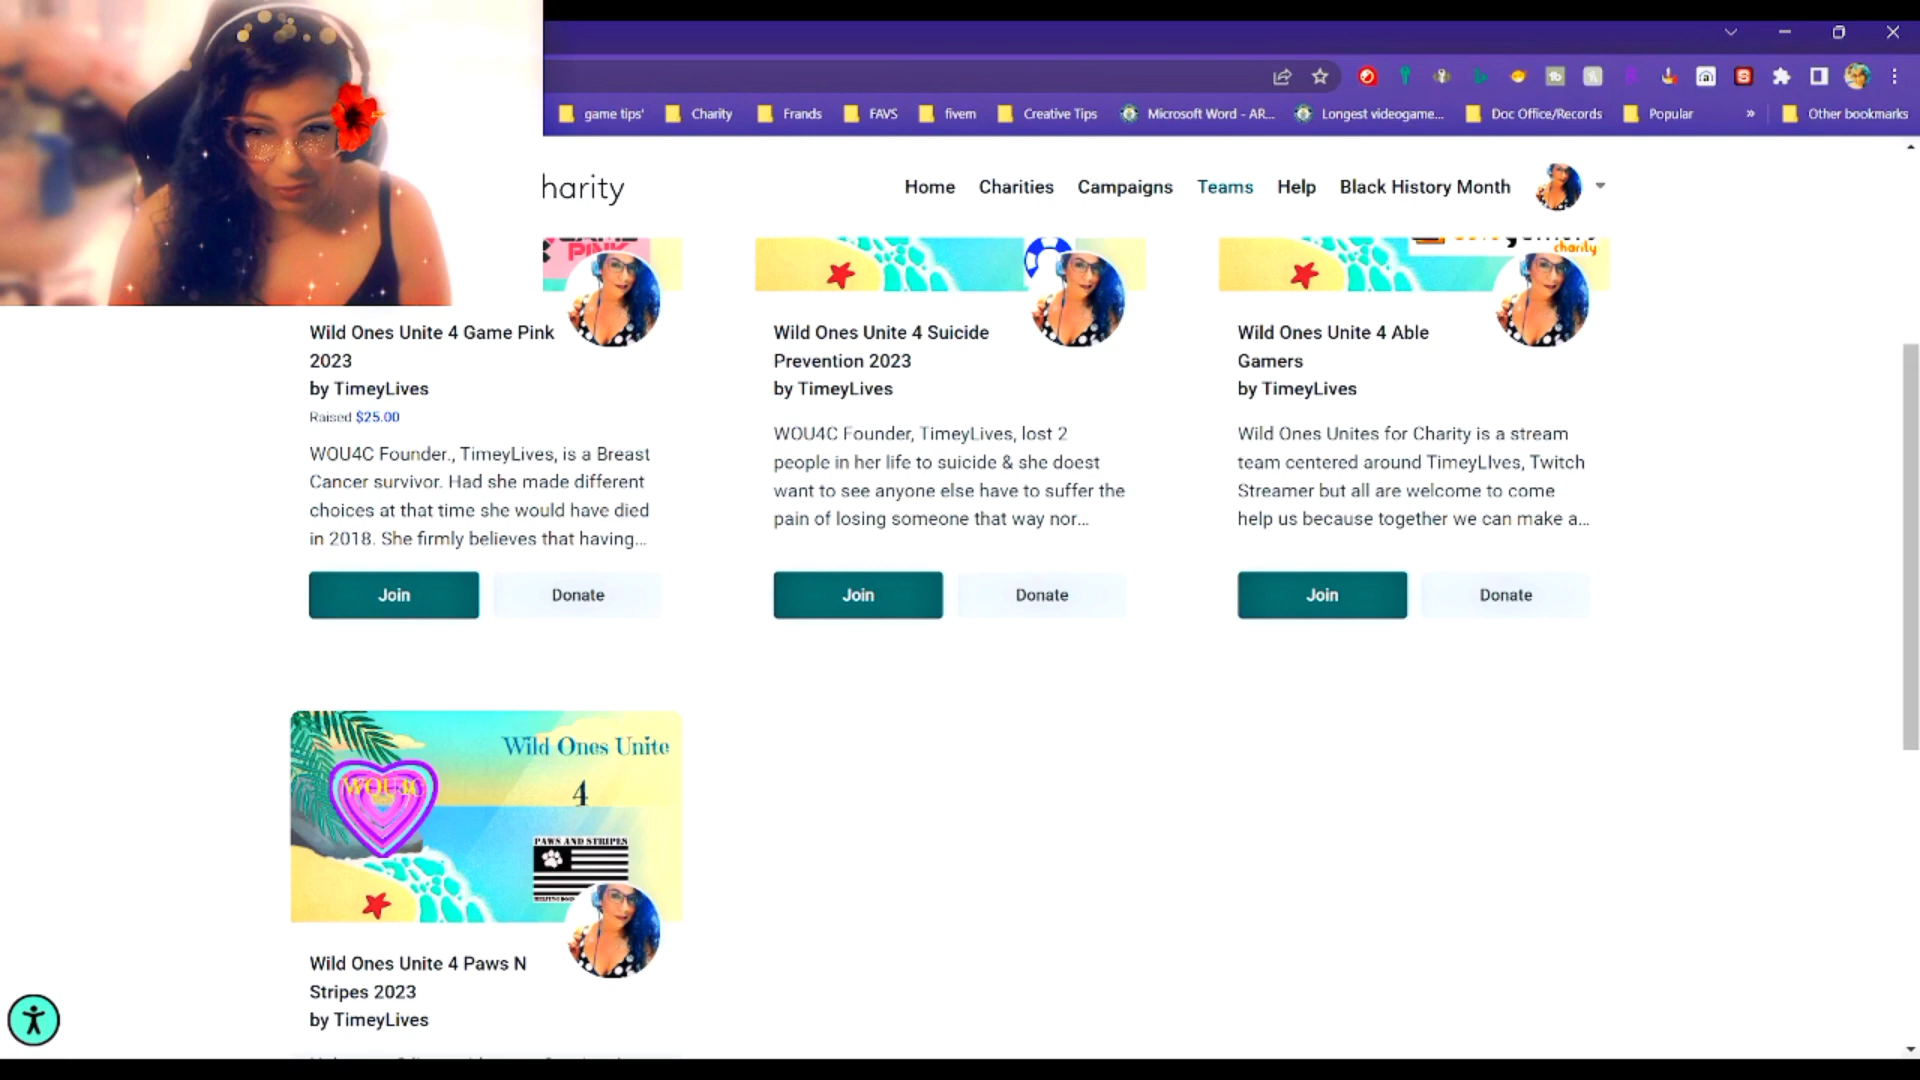 game tips'
Charity
Frands
FAVS
fivem
Creative Tips
Microsoft Word - AR...
Longest videogame...
Doc Office/Records
Popular
»
Other bookmarks
harity
Home
Charities
Campaigns
Teams
Help
Black History Month
PINK
charity
Wild Ones Unite 4 Game Pink
2023
by TimeyLives
Raised $25.00
WOU4C Founder., TimeyLives, is a Breast
Cancer survivor. Had she made different
choices at that time she would have died
in 2018. She firmly believes that having...
Join
Donate
Wild Ones Unite 4 Suicide
Prevention 2023
by TimeyLives
WOU4C Founder, TimeyLives, lost 2
people in her life to suicide & she doest
want to see anyone else have to suffer the
pain of losing someone that way nor...
Join
Donate
Wild Ones Unite 4 Able
Gamers
by TimeyLives
Wild Ones Unites for Charity is a stream
team centered around TimeyLIves, Twitch
Streamer but all are welcome to come
help us because together we can make a...
Join
Donate
Wild Ones Unite
4
WOU4C
PAWS AND STRIPES
Wild Ones Unite 4 Paws N
Stripes 2023
by TimeyLives